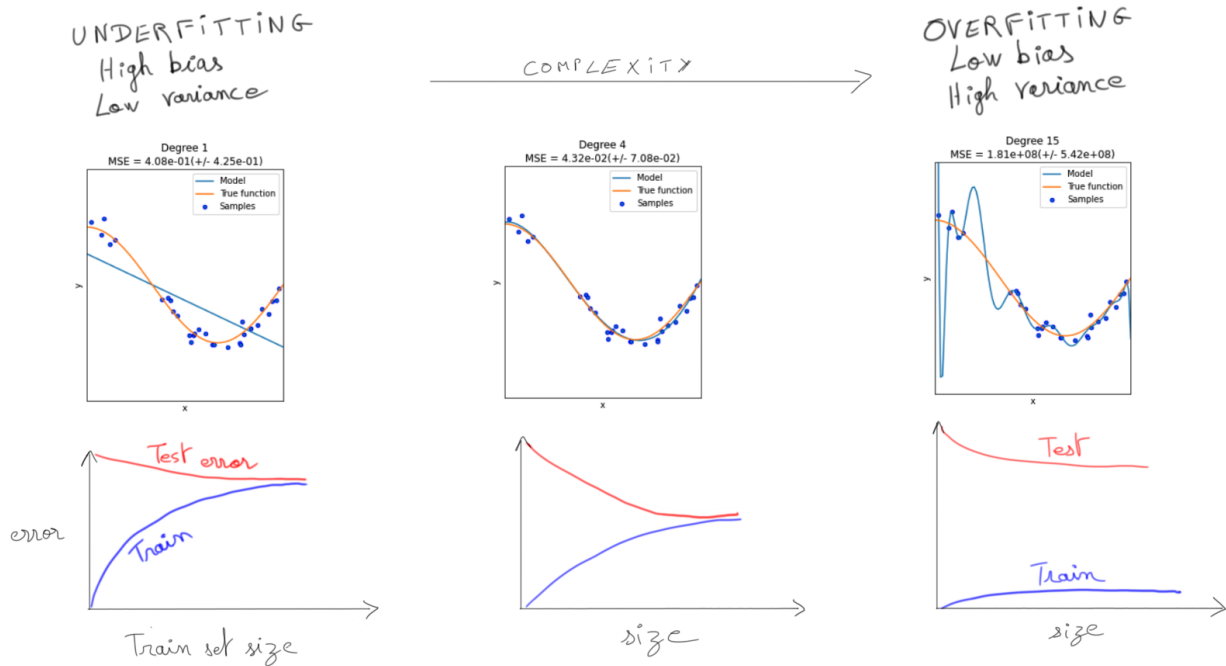 UNDERFITTING
High bias
Low variance
COMPLEXITY
OVERFITTING
Low bias
High variance
Degree 1
MSE = 4.08e-01(+/- 4.25e-01)
Model
True function
Samples
y
x
Degree 4
MSE = 4.32e-02(+/- 7.08e-02)
Model
True function
Samples
y
x
Degree 15
MSE = 1.81e+08(+/- 5.42e+08)
Model
True function
Samples
y
x
Test error
Train
error
Train set size
size
Test
Train
size